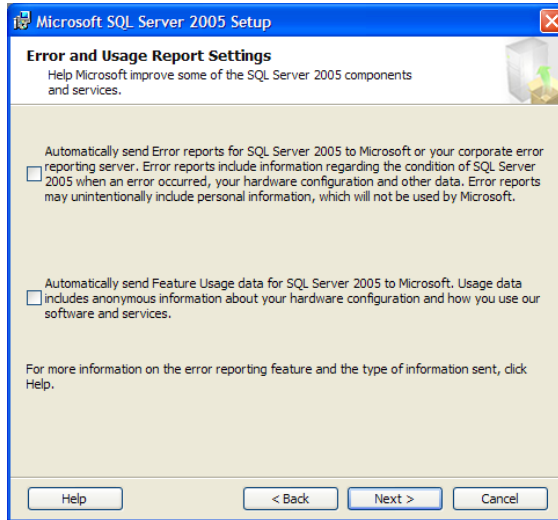 Microsoft SQL Server 2005 Setup
Error and Usage Report Settings
Help Microsoft improve some of the SQL Server 2005 components
and services.
Automatically send Error reports for SQL Server 2005 to Microsoft or your corporate error
reporting server. Error reports include information regarding the condition of SQL Server
2005 when an error occurred, your hardware configuration and other data. Error reports
may unintentionally include personal information, which will not be used by Microsoft.
Automatically send Feature Usage data for SQL Server 2005 to Microsoft. Usage data
includes anonymous information about your hardware configuration and how you use our
software and services.
For more information on the error reporting feature and the type of information sent, click
Help.
Help
< Back
Next >
Cancel